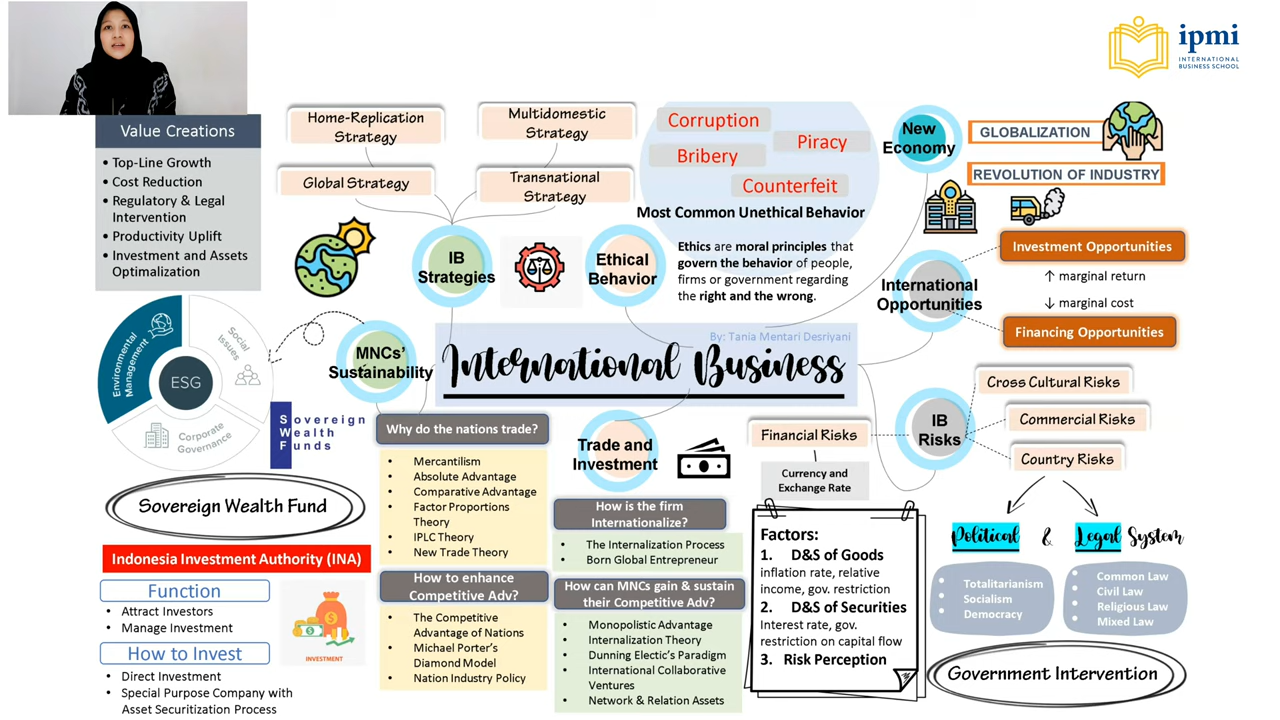 ipmi
INTERNATIONAL
BUSINESS SCHOOL
Value Creations
• Top-Line Growth
• Cost Reduction
• Regulatory & Legal
Intervention
• Productivity Uplift
• Investment and Assets
Optimalization
Home-Replication
Strategy
Multidomestic
Strategy
Global Strategy
Transnational
Strategy
IB
Strategies
Corruption
Piracy
Bribery
Counterfeit
Most Common Unethical Behavior
Ethical
Behavior
Ethics are moral principles that
govern the behavior of people,
firms or government regarding
the right and the wrong.
New
Economy
GLOBALIZATION
REVOLUTION OF INDUSTRY
International
Opportunities
Investment Opportunities
↑ marginal return
↓ marginal cost
Financing Opportunities
By: Tania Mentari Desriyani
International Business
MNCs'
Sustainability
Environmental
Management
Social
Issues
ESG
Corporate
Governance
Sovereign
Wealth
Funds
Sovereign Wealth Fund
Indonesia Investment Authority (INA)
Function
• Attract Investors
• Manage Investment
How to Invest
• Direct Investment
• Special Purpose Company with
Asset Securitization Process
INVESTMENT
Why do the nations trade?
• Mercantilism
• Absolute Advantage
• Comparative Advantage
• Factor Proportions
Theory
• IPLC Theory
• New Trade Theory
How to enhance
Competitive Adv?
• The Competitive
Advantage of Nations
• Michael Porter's
Diamond Model
• Nation Industry Policy
Trade and
Investment
How is the firm
Internationalize?
• The Internalization Process
• Born Global Entrepreneur
How can MNCs gain & sustain
their Competitive Adv?
• Monopolistic Advantage
• Internalization Theory
• Dunning Electic's Paradigm
• International Collaborative
Ventures
• Network & Relation Assets
IB
Risks
Cross Cultural Risks
Commercial Risks
Country Risks
Financial Risks
Currency and
Exchange Rate
Factors:
1. D&S of Goods
inflation rate, relative
income, gov. restriction
2. D&S of Securities
Interest rate, gov.
restriction on capital flow
3. Risk Perception
Political & Legal System
• Totalitarianism
• Socialism
• Democracy
• Common Law
• Civil Law
• Religious Law
• Mixed Law
Government Intervention